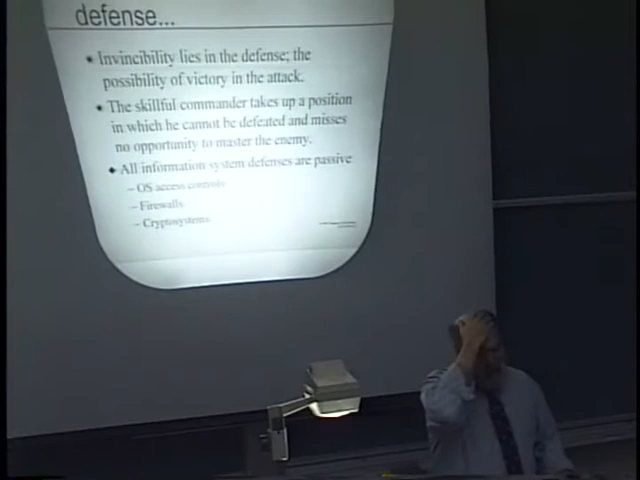 defense...
• Invincibility lies in the defense; the
possibility of victory in the attack.
• The skillful commander takes up a position
in which he cannot be defeated and misses
no opportunity to master the enemy.
• All information system defenses are passive
– OS access controls
– Firewalls
– Cryptosystems